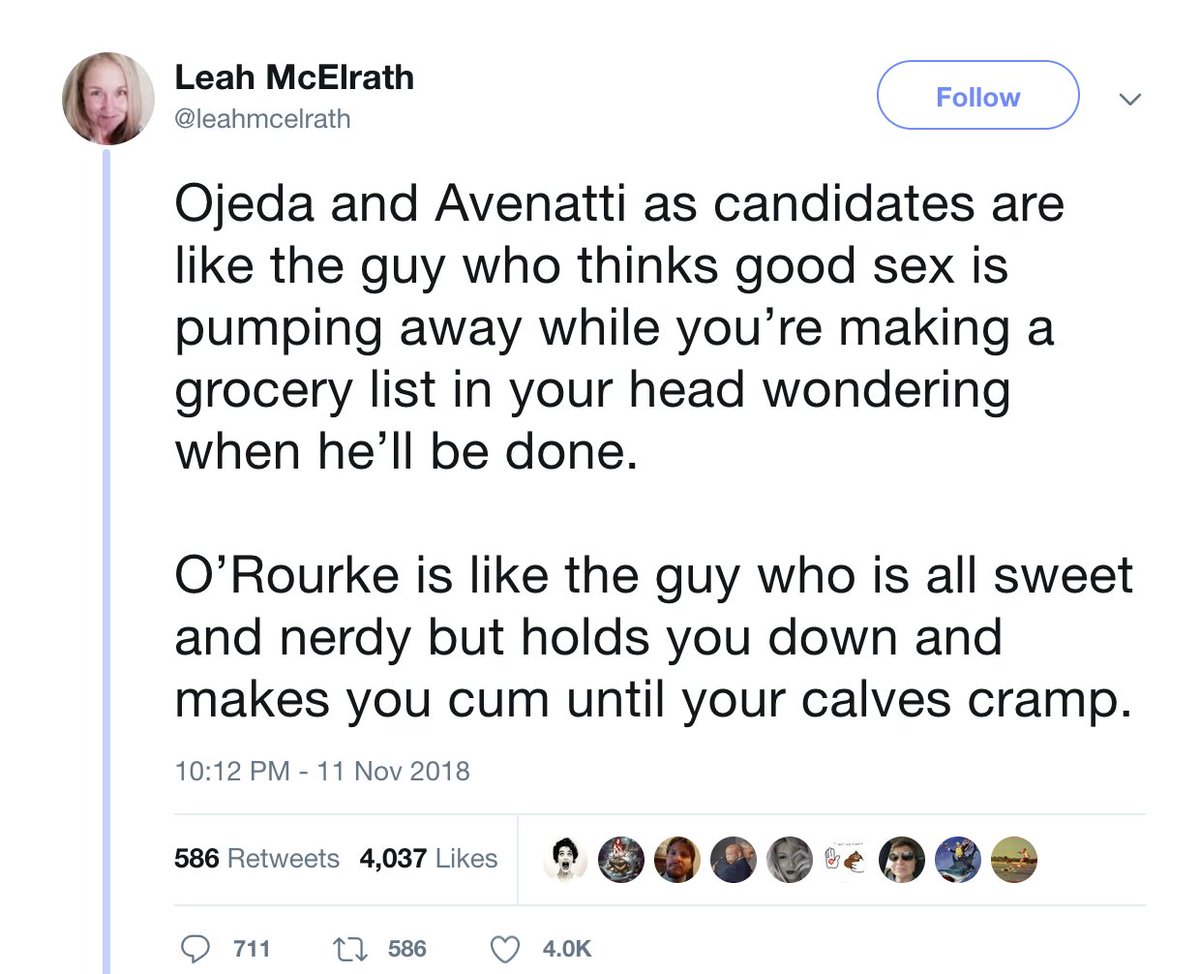 Leah McElrath
@leahmcelrath
Follow
Ojeda and Avenatti as candidates are
like the guy who thinks good sex is
pumping away while you’re making a
grocery list in your head wondering
when he’ll be done.
O’Rourke is like the guy who is all sweet
and nerdy but holds you down and
makes you cum until your calves cramp.
10:12 PM - 11 Nov 2018
586 Retweets 4,037 Likes
711 586 4.0K